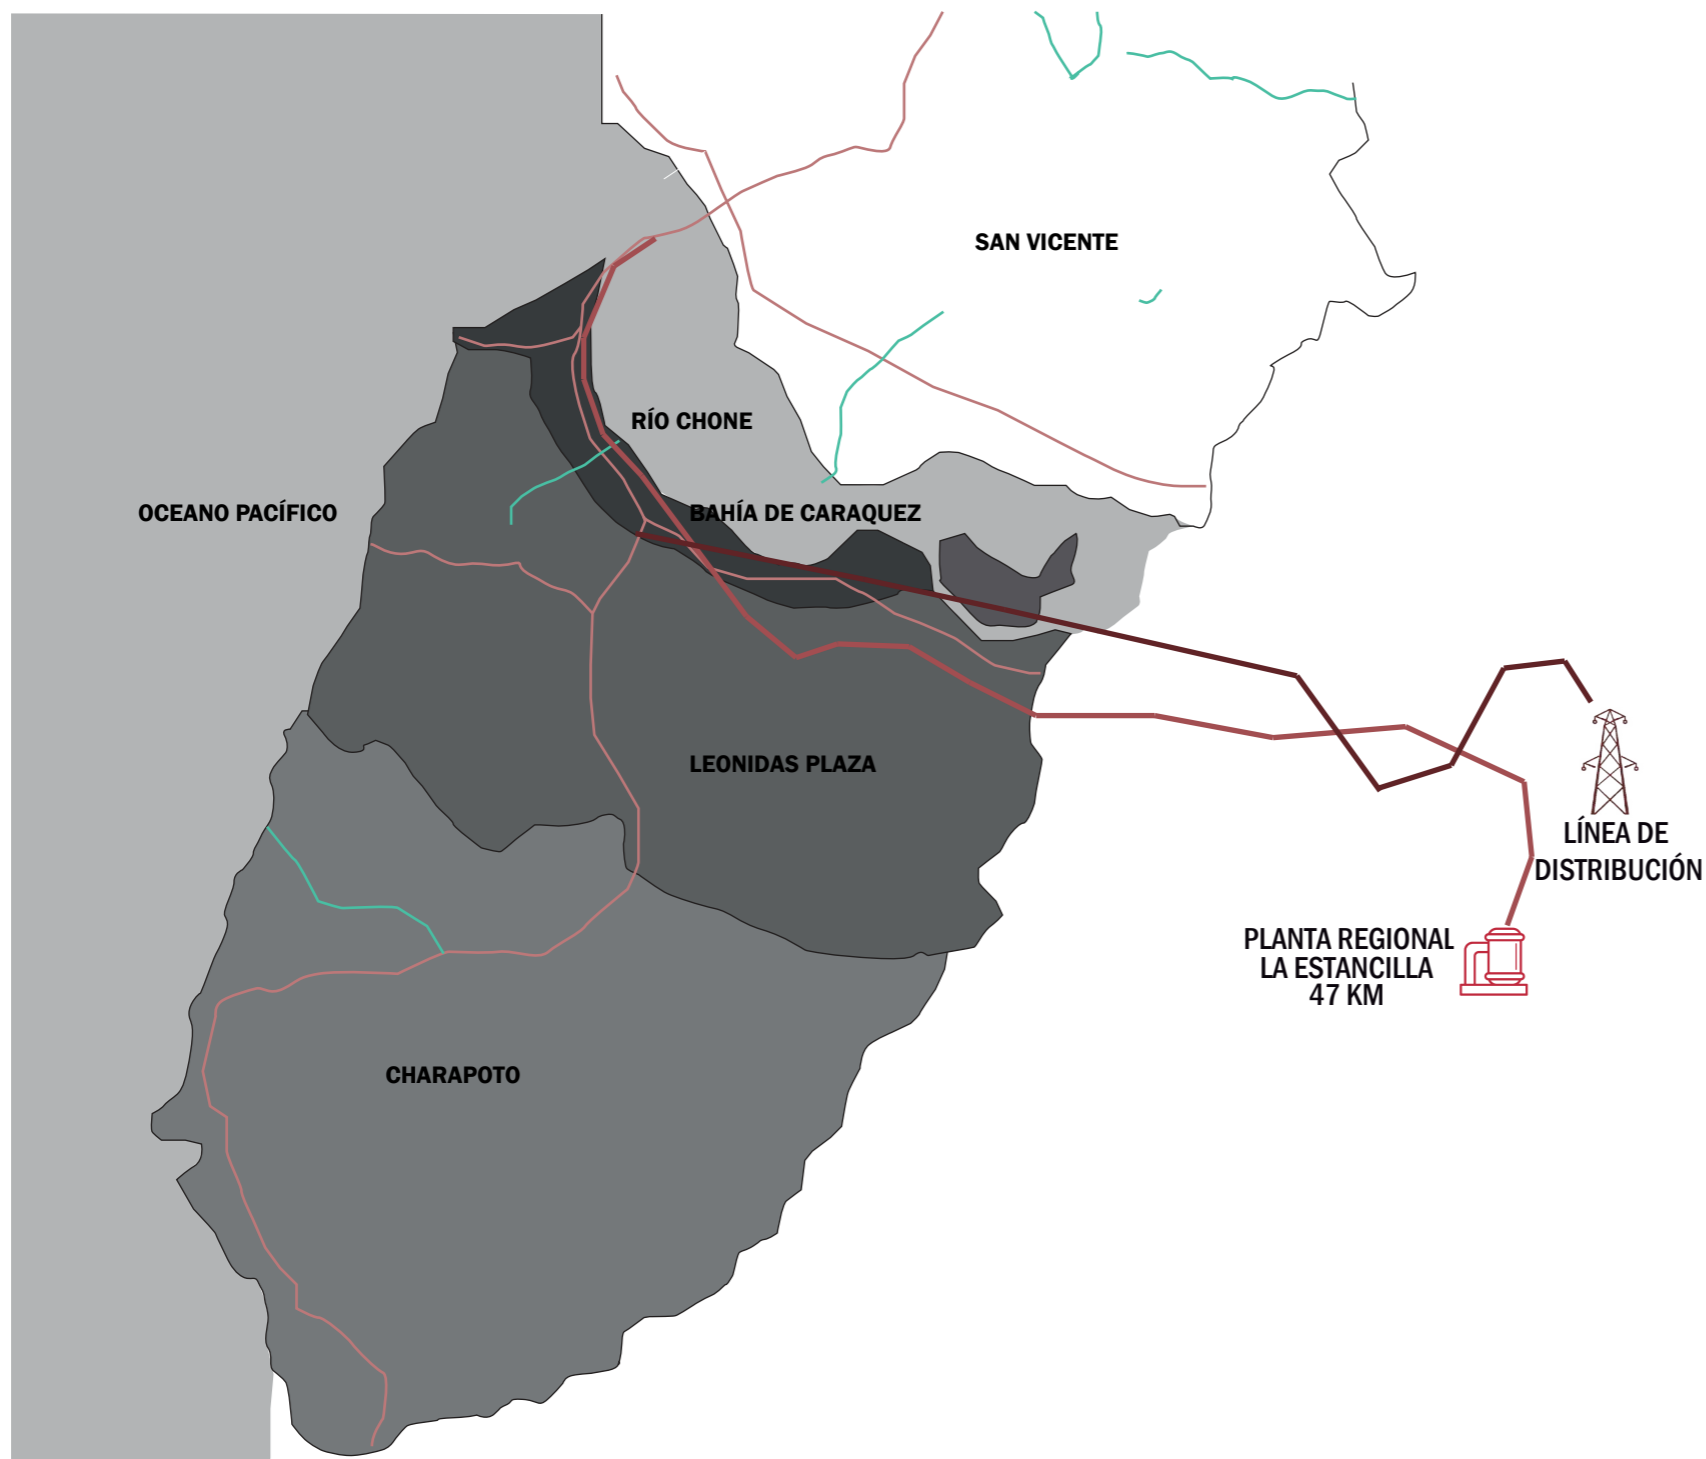 SAN VICENTE
RÍO CHONE
OCEANO PACÍFICO
BAHÍA DE CARAQUEZ
LEONIDAS PLAZA
LÍNEA DE
DISTRIBUCIÓN
PLANTA REGIONAL
LA ESTANCILLA
47 KM
CHARAPOTO